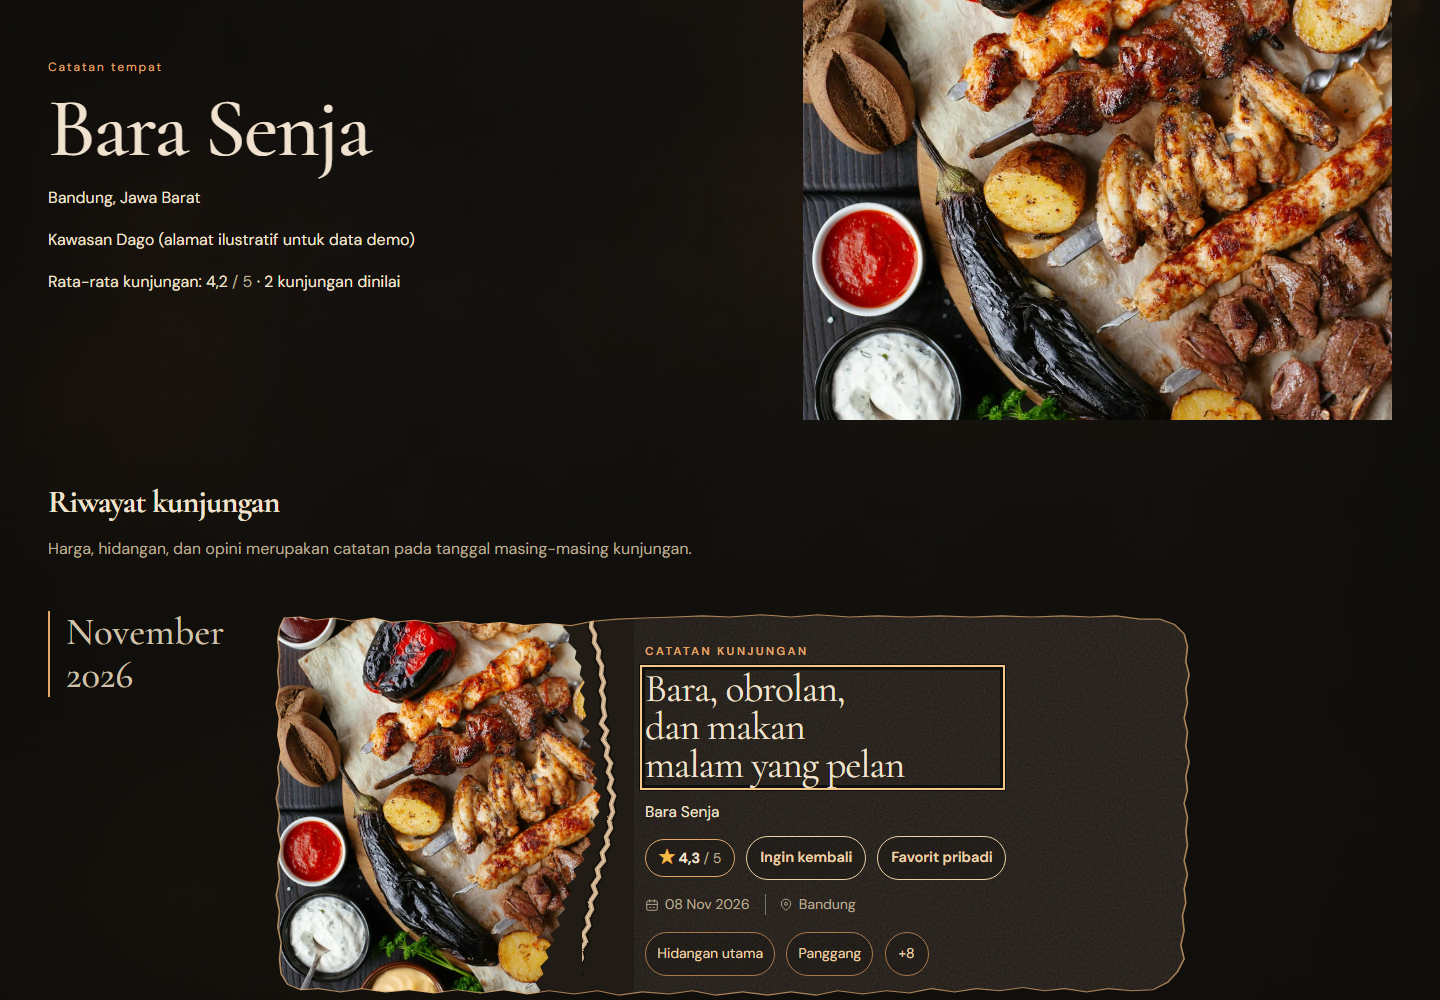 Catatan tempat
Bara Senja
Bandung, Jawa Barat
Kawasan Dago (alamat ilustratif untuk data demo)
Rata-rata kunjungan: 4,2 / 5 · 2 kunjungan dinilai
Riwayat kunjungan
Harga, hidangan, dan opini merupakan catatan pada tanggal masing-masing kunjungan.
November
2026
CATATAN KUNJUNGAN
Bara, obrolan,
dan makan
malam yang pelan
Bara Senja
4,3 / 5 Ingin kembali Favorit pribadi
08 Nov 2026 Bandung
Hidangan utama Panggang +8